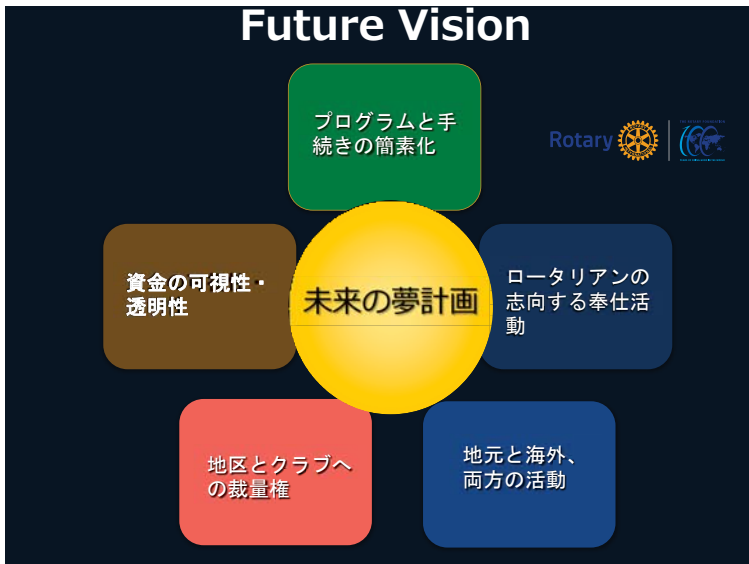 Future Vision
プログラムと手
続きの簡素化
Rotary
資金の可視性・
透明性
未来の夢計画
ロータリアンの
志向する奉仕活
動
地区とクラブへ
の裁量権
地元と海外、
両方の活動